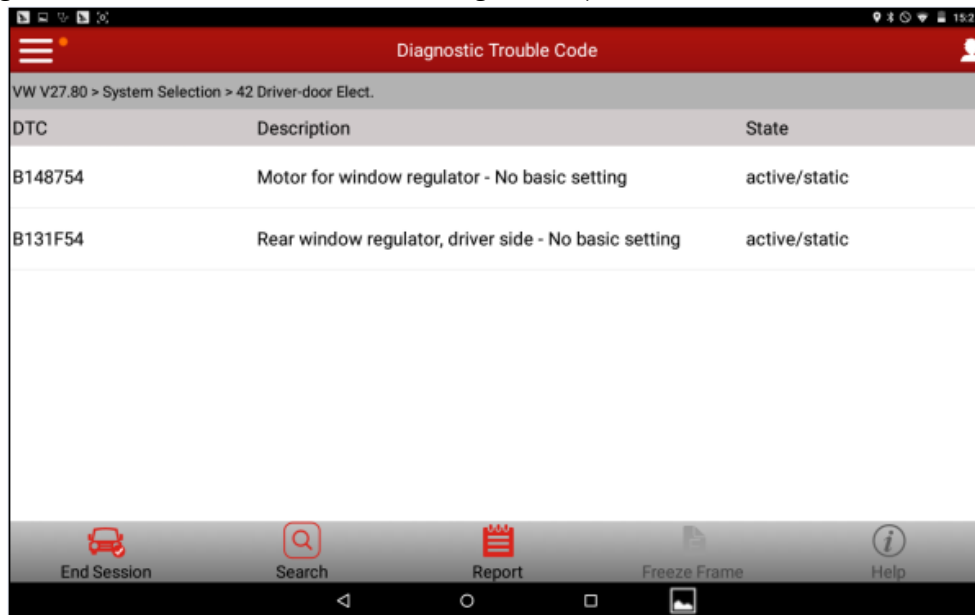 15:2
Diagnostic Trouble Code
VW V27.80 > System Selection > 42 Driver-door Elect.
DTC Description State
B148754 Motor for window regulator - No basic setting active/static
B131F54 Rear window regulator, driver side - No basic setting active/static
End Session Search Report Freeze Frame Help